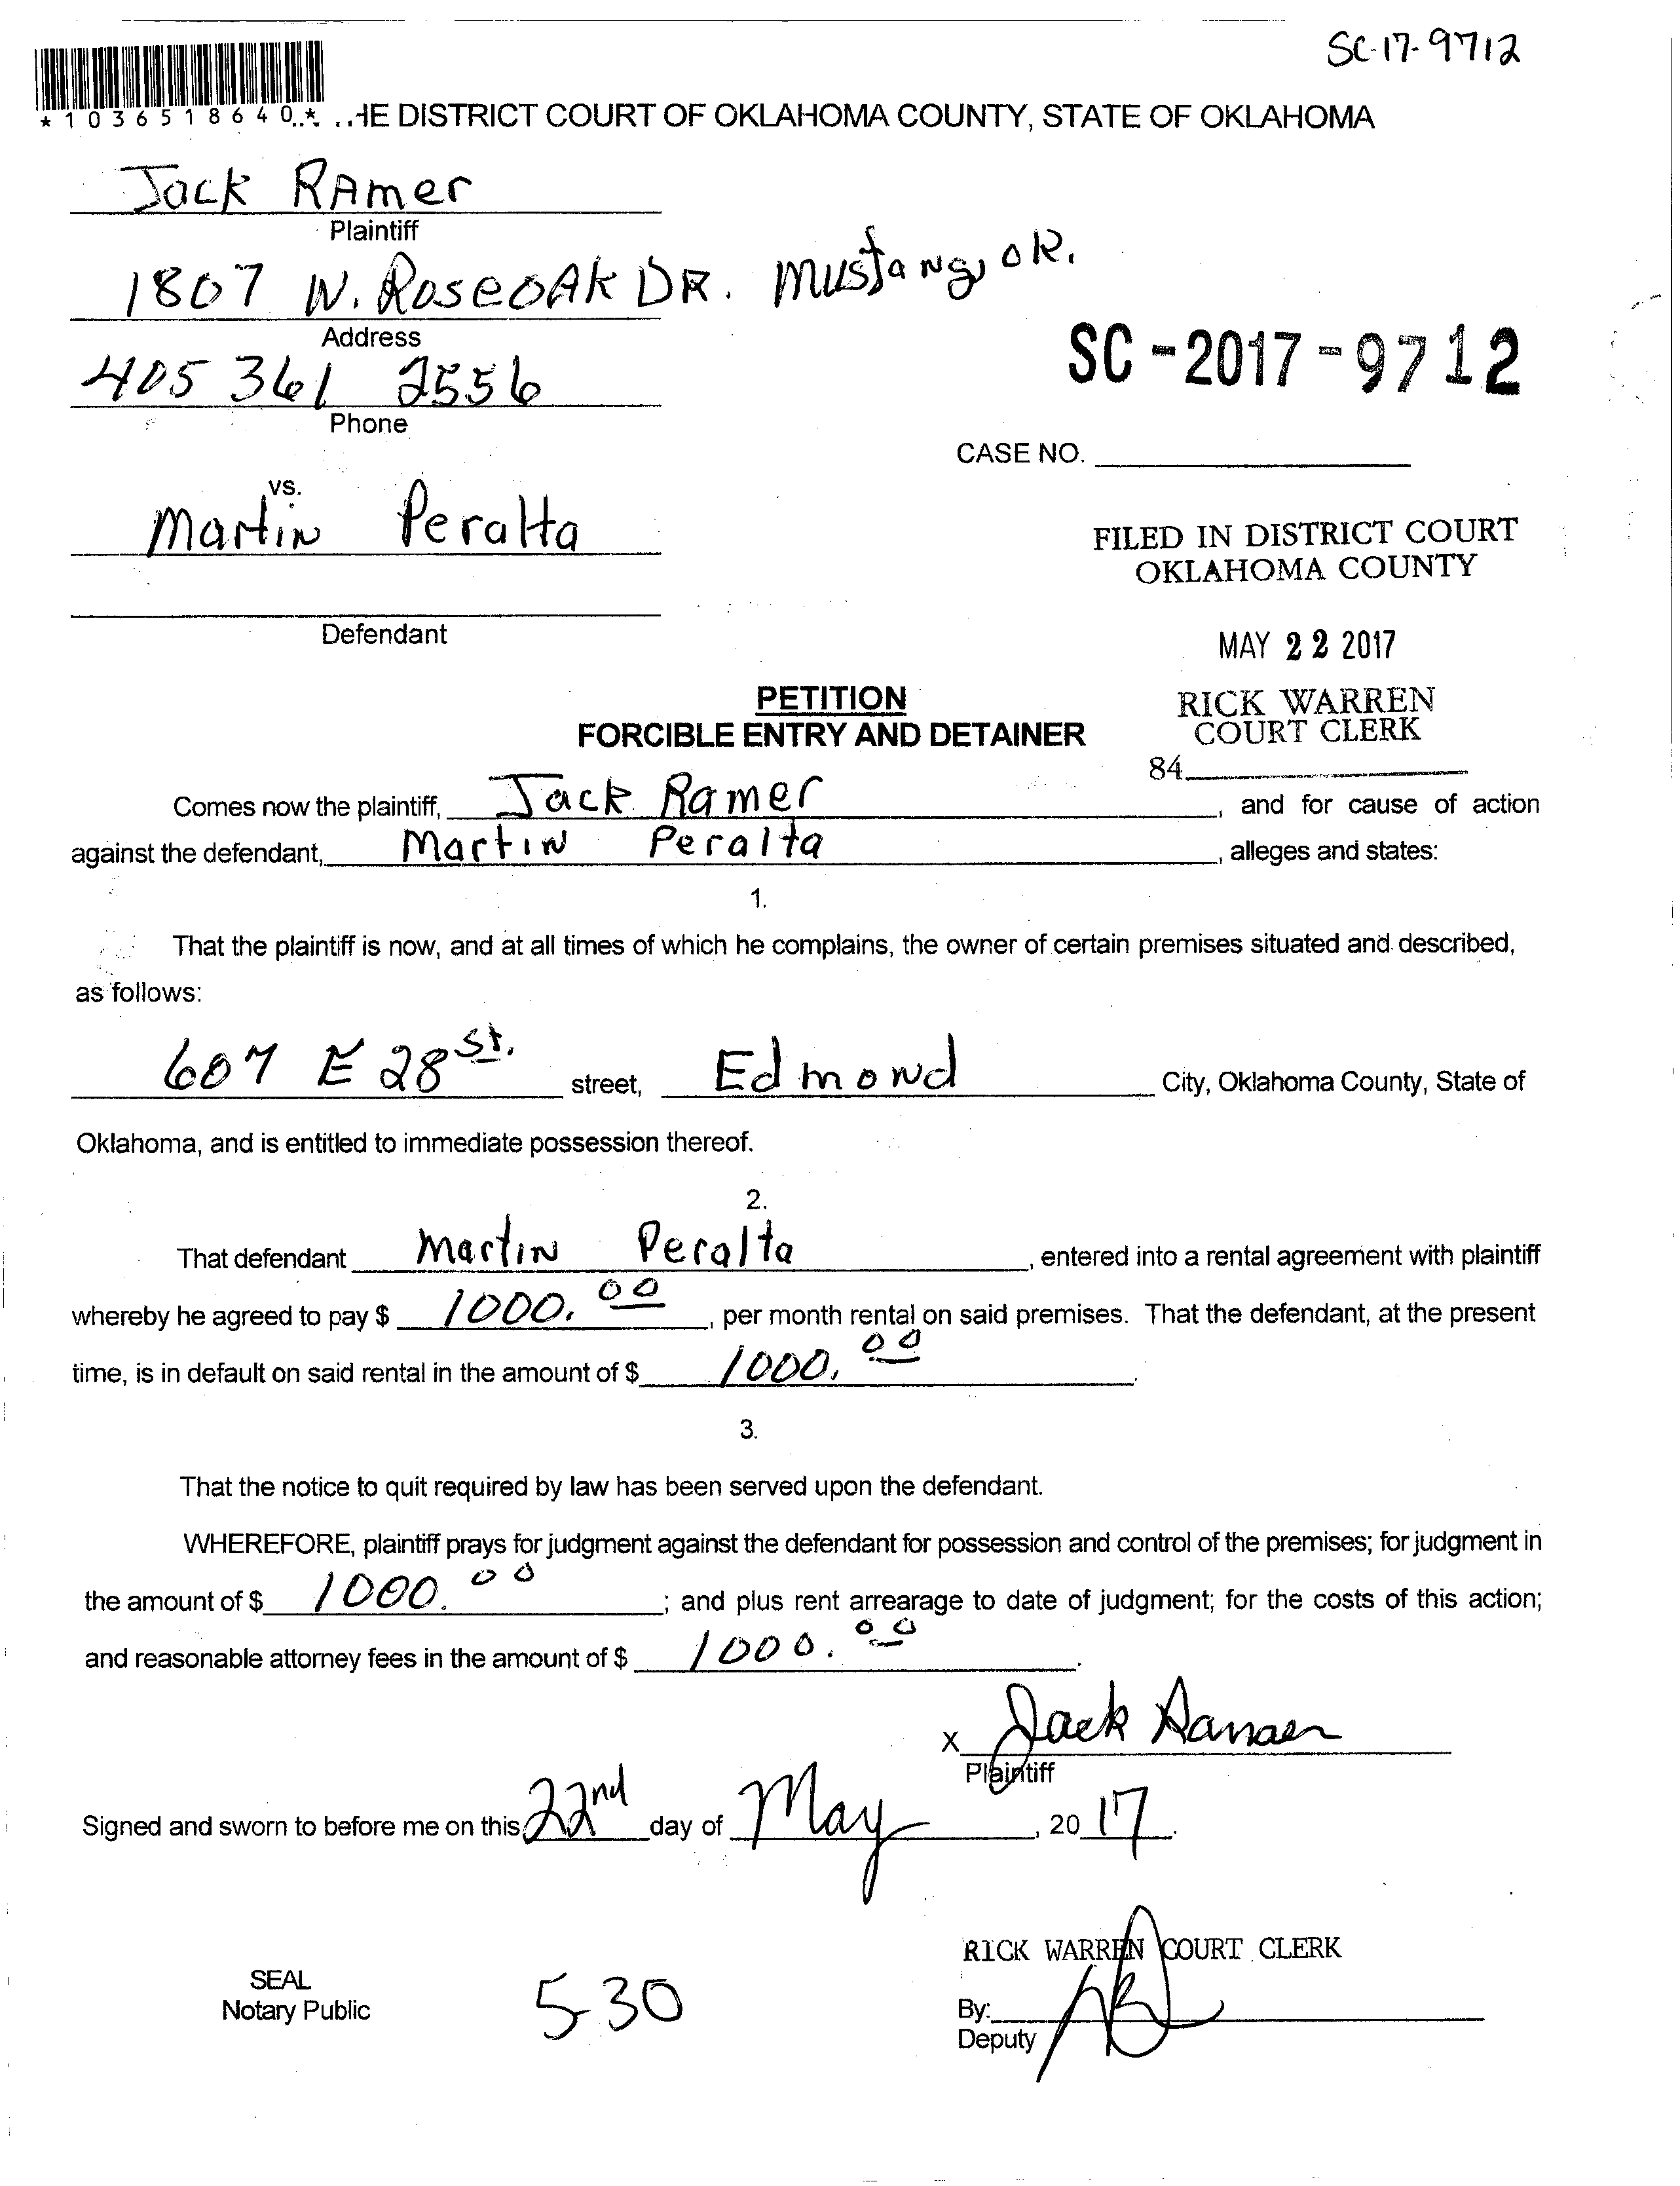 SC-17-9712
*1036518640*
HE DISTRICT COURT OF OKLAHOMA COUNTY, STATE OF OKLAHOMA
Jack RAmer
Plaintiff
1807 W. RoseOAk DR. Mustang, OK.
Address
405 361 2556
Phone
SC-2017-9712
CASE NO.
vs.
Martin Peralta
FILED IN DISTRICT COURT
OKLAHOMA COUNTY
Defendant
MAY 22 2017
PETITION
FORCIBLE ENTRY AND DETAINER
RICK WARREN
COURT CLERK
84
Comes now the plaintiff, Jack Ramer, and for cause of action
against the defendant, Martin Peralta, alleges and states:
1.
That the plaintiff is now, and at all times of which he complains, the owner of certain premises situated and described,
as follows:
607 E 28 St. street, Edmond City, Oklahoma County, State of
Oklahoma, and is entitled to immediate possession thereof.
2.
That defendant Martin Peralta, entered into a rental agreement with plaintiff
whereby he agreed to pay $ 1000.00, per month rental on said premises. That the defendant, at the present
time, is in default on said rental in the amount of $ 1000.00.
3.
That the notice to quit required by law has been served upon the defendant.
WHEREFORE, plaintiff prays for judgment against the defendant for possession and control of the premises; for judgment in
the amount of $ 1000.00; and plus rent arrearage to date of judgment; for the costs of this action;
and reasonable attorney fees in the amount of $ 1000.00.
X Jack Ramer
Plaintiff
Signed and sworn to before me on this 22nd day of May, 2017.
RICK WARREN COURT CLERK
SEAL
Notary Public
5-30
By:
Deputy